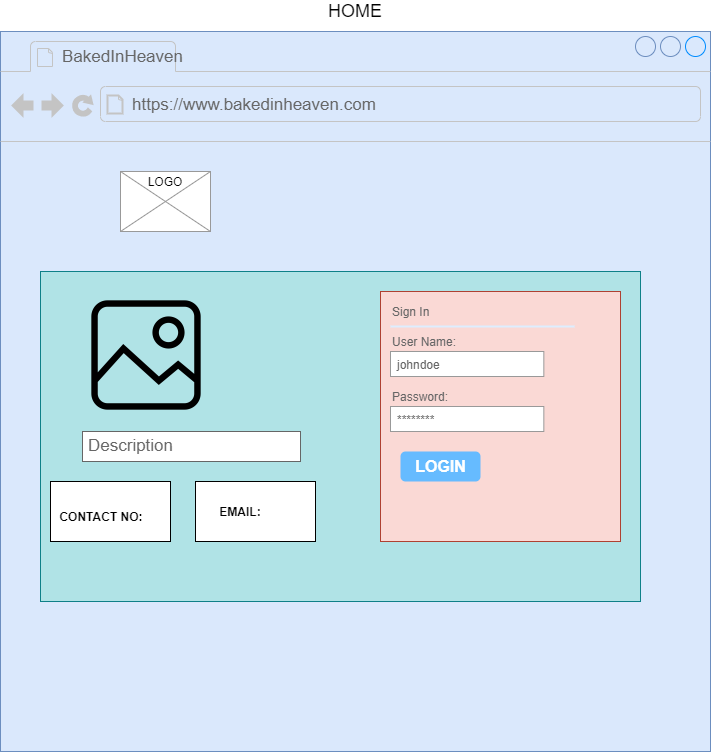 HOME
BakedInHeaven
https://www.bakedinheaven.com
LOGO
Sign In
User Name:
johndoe
Password:
********
LOGIN
Description
CONTACT NO:
EMAIL: